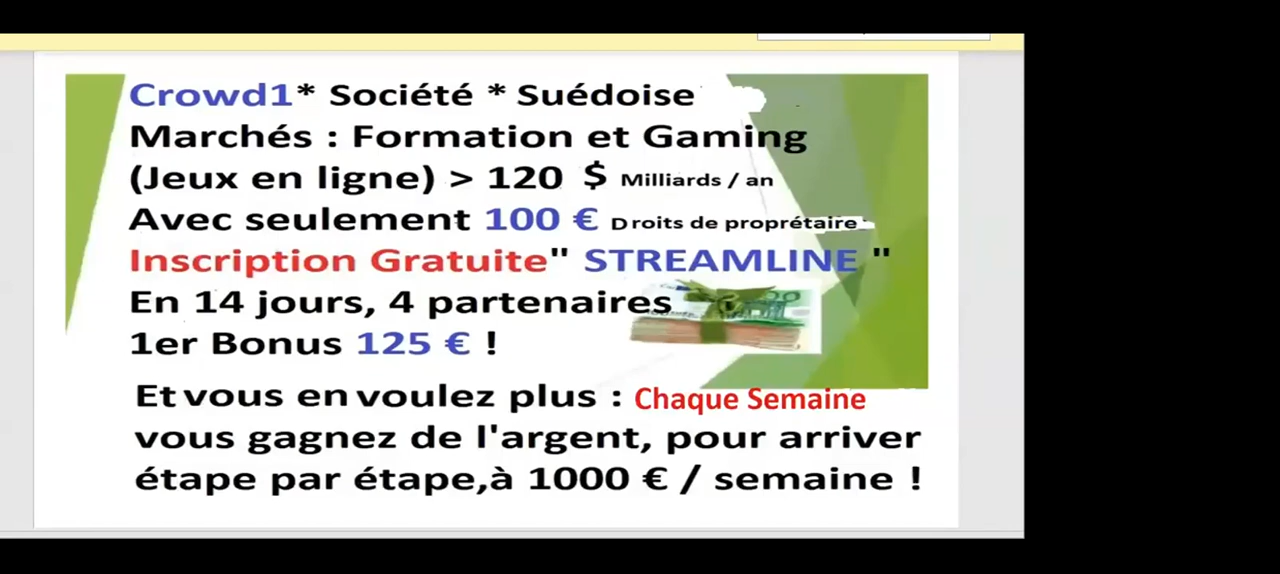 Crowd1* Société * Suédoise
Marchés : Formation et Gaming
(Jeux en ligne) > 120 $ Milliards / an
Avec seulement 100 € Droits de proprétaire
Inscription Gratuite" STREAMLINE "
En 14 jours, 4 partenaires
1er Bonus 125 € !
Et vous en voulez plus : Chaque Semaine
vous gagnez de l'argent, pour arriver
étape par étape,à 1000 € / semaine !